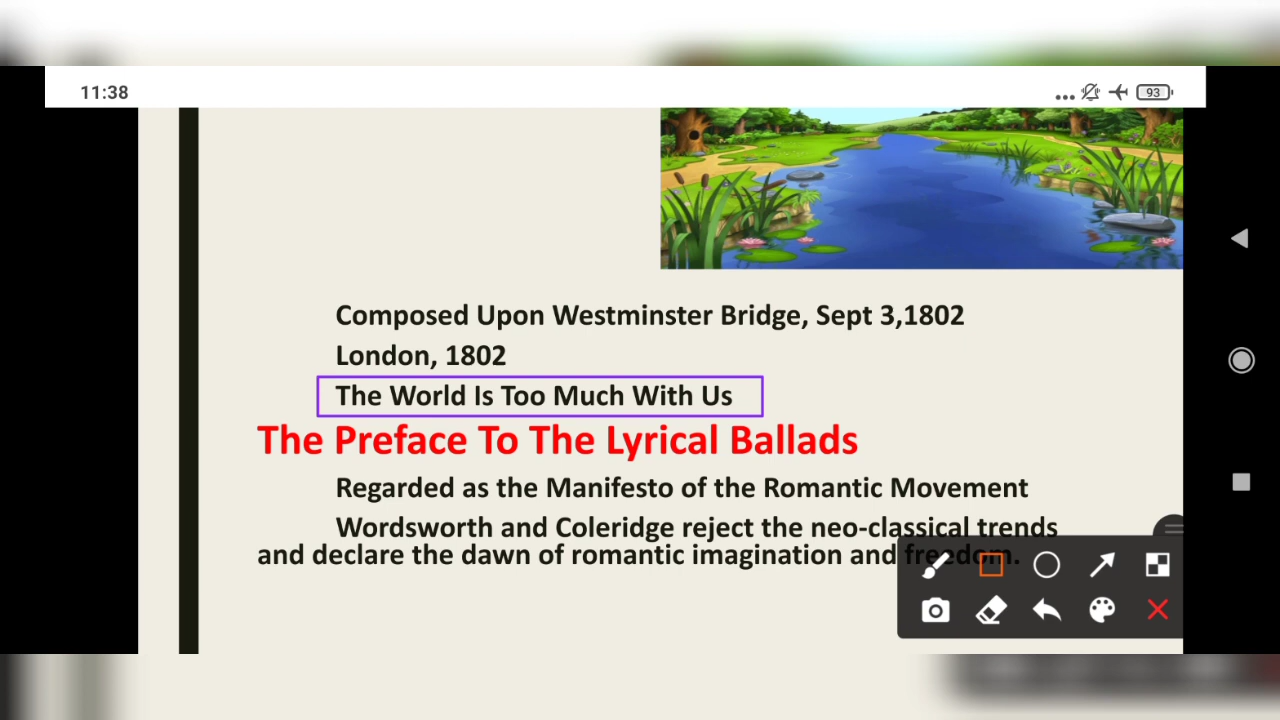 11:38
93
Composed Upon Westminster Bridge, Sept 3,1802
London, 1802
The World Is Too Much With Us
The Preface To The Lyrical Ballads
Regarded as the Manifesto of the Romantic Movement
Wordsworth and Coleridge reject the neo-classical trends
and declare the dawn of romantic imagination and freedom.